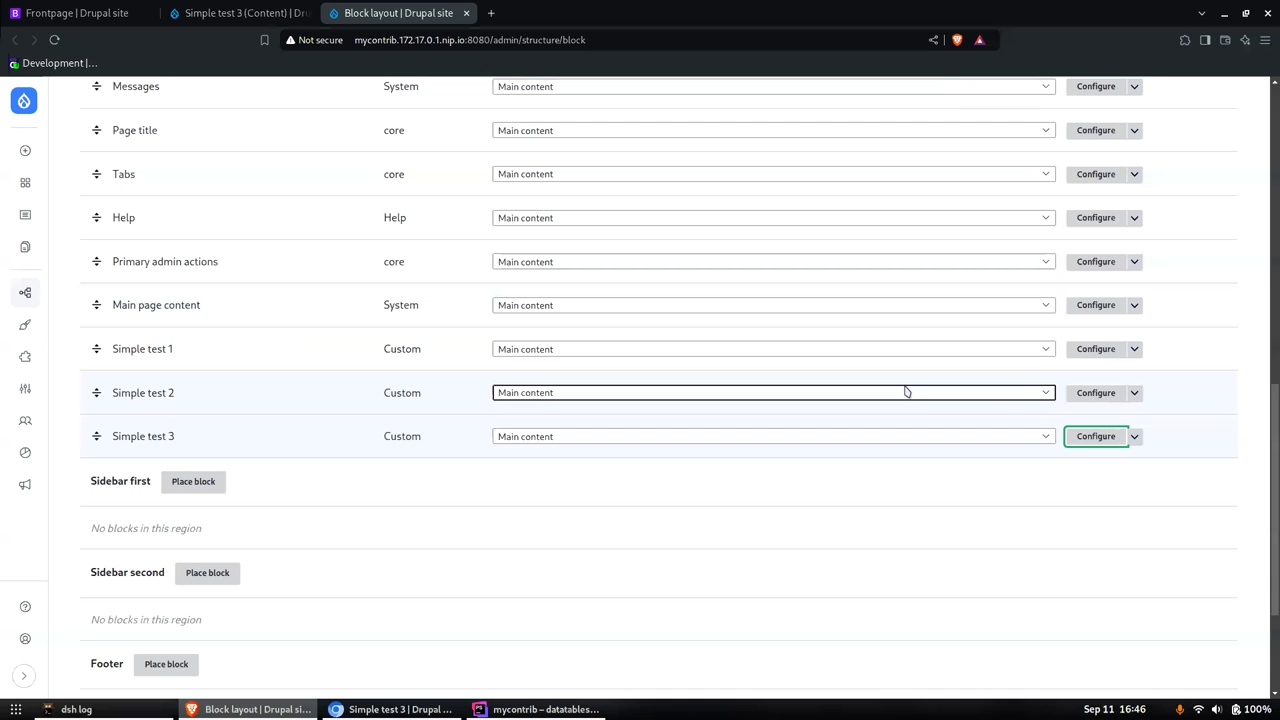 Frontpage | Drupal site
Simple test 3 (Content) | Dru
Block layout | Drupal site
Not secure
mycontrib.172.17.0.1.nip.io:8080/admin/structure/block
Development |...
Messages System Main content Configure
Page title core Main content Configure
Tabs core Main content Configure
Help Help Main content Configure
Primary admin actions core Main content Configure
Main page content System Main content Configure
Simple test 1 Custom Main content Configure
Simple test 2 Custom Main content Configure
Simple test 3 Custom Main content Configure
Sidebar first Place block
No blocks in this region
Sidebar second Place block
No blocks in this region
Footer Place block
dsh log
Block layout | Drupal si...
Simple test 3 | Drupal ...
mycontrib – datatables...
Sep 11 16:46
100%